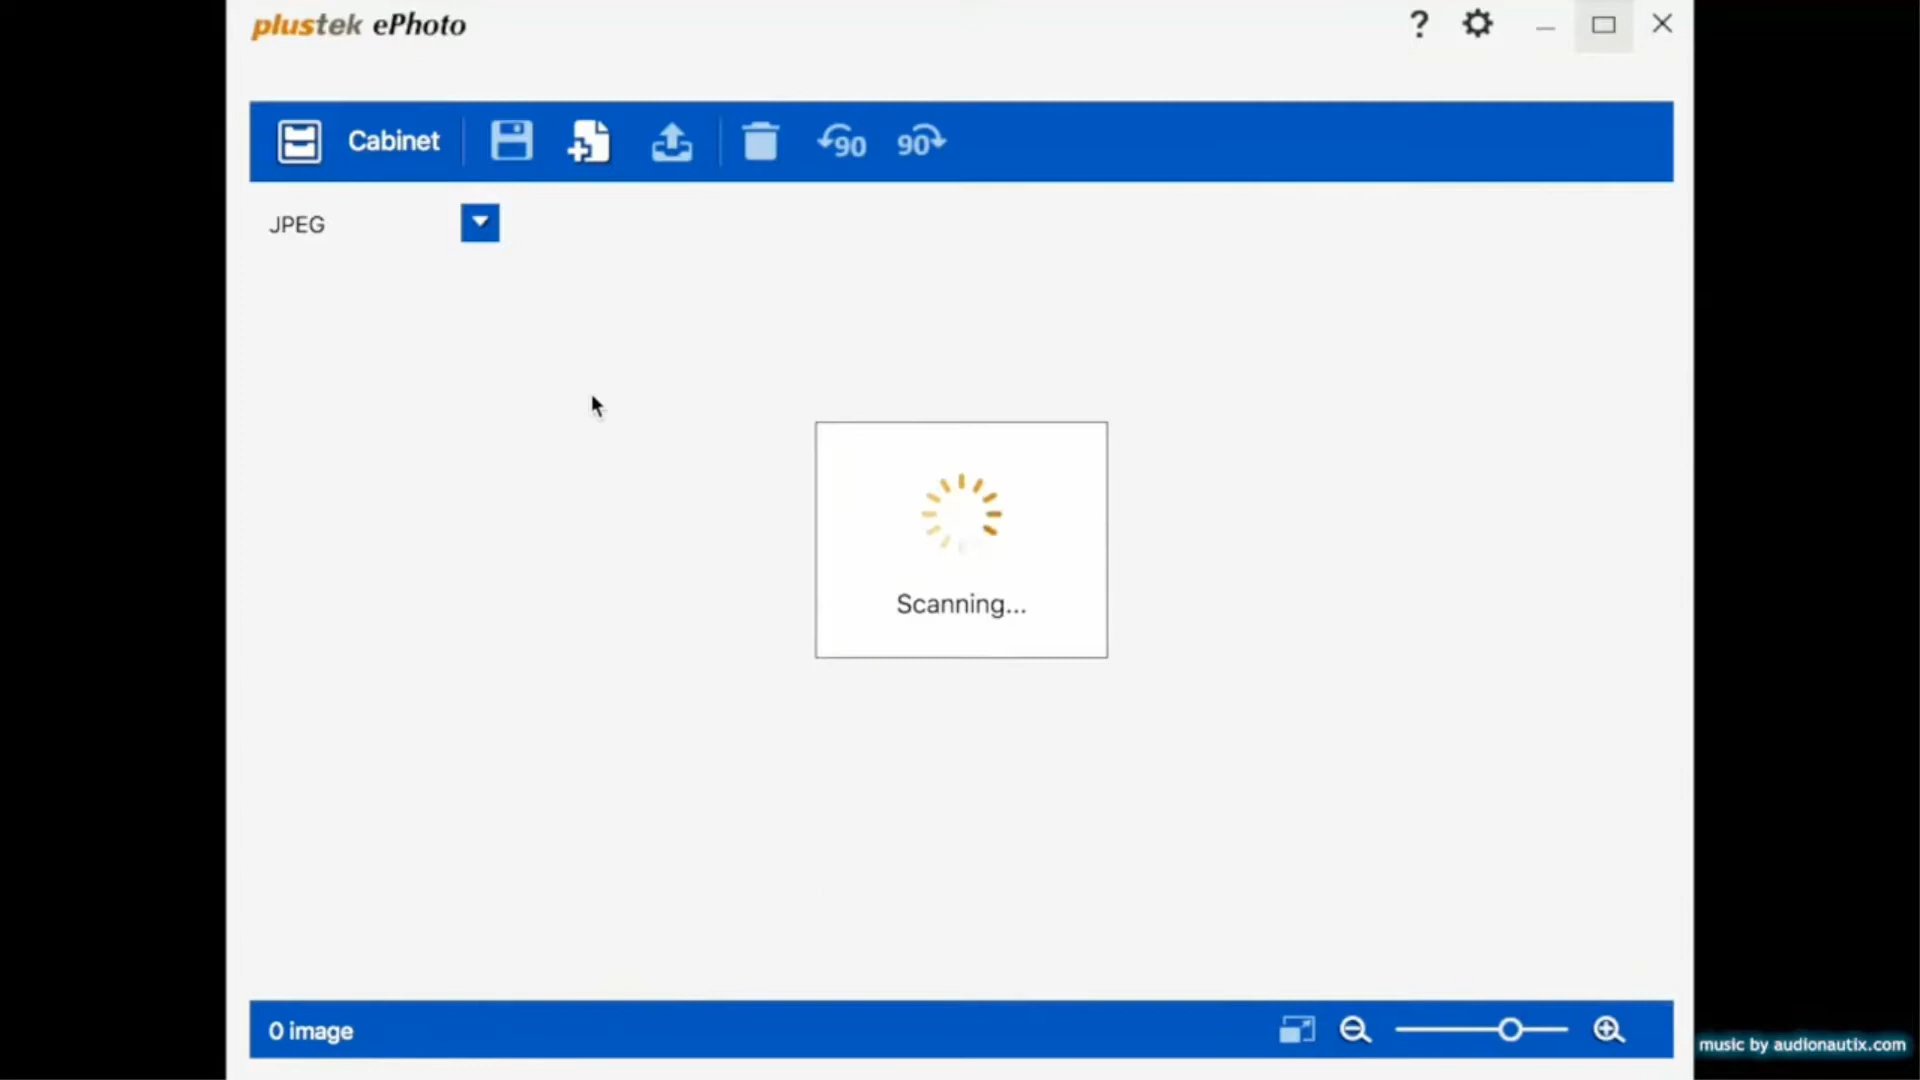 plustek ePhoto
?
Cabinet
90
90
JPEG
Scanning...
0 image
music by audionautix.com